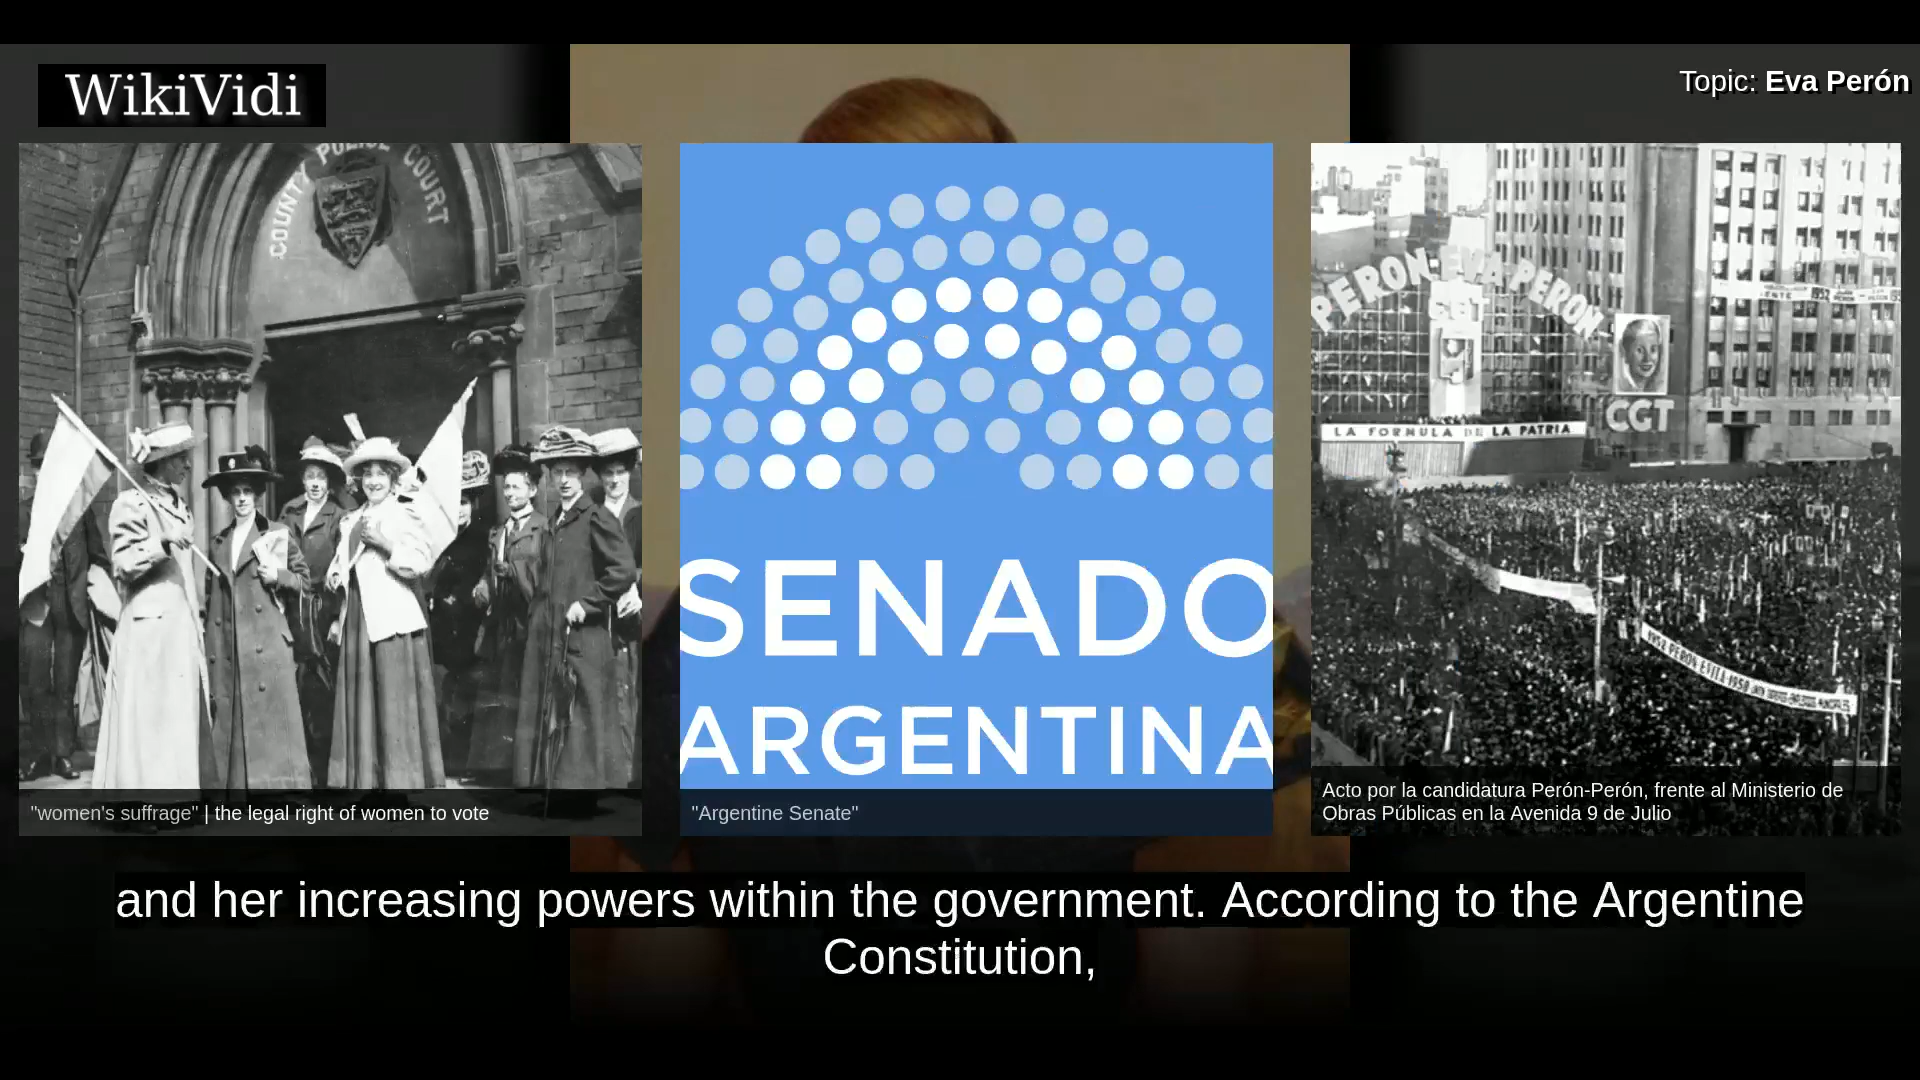 WikiVidi
Topic: Eva Perón
COUNTY POLICE COURT
SENADO
ARGENTINA
PERON-EVA PERON
CGT
CGT
LA FORMULA DE LA PATRIA
"women's suffrage" | the legal right of women to vote
"Argentine Senate"
Acto por la candidatura Perón-Perón, frente al Ministerio de
Obras Públicas en la Avenida 9 de Julio
and her increasing powers within the government. According to the Argentine
Constitution,